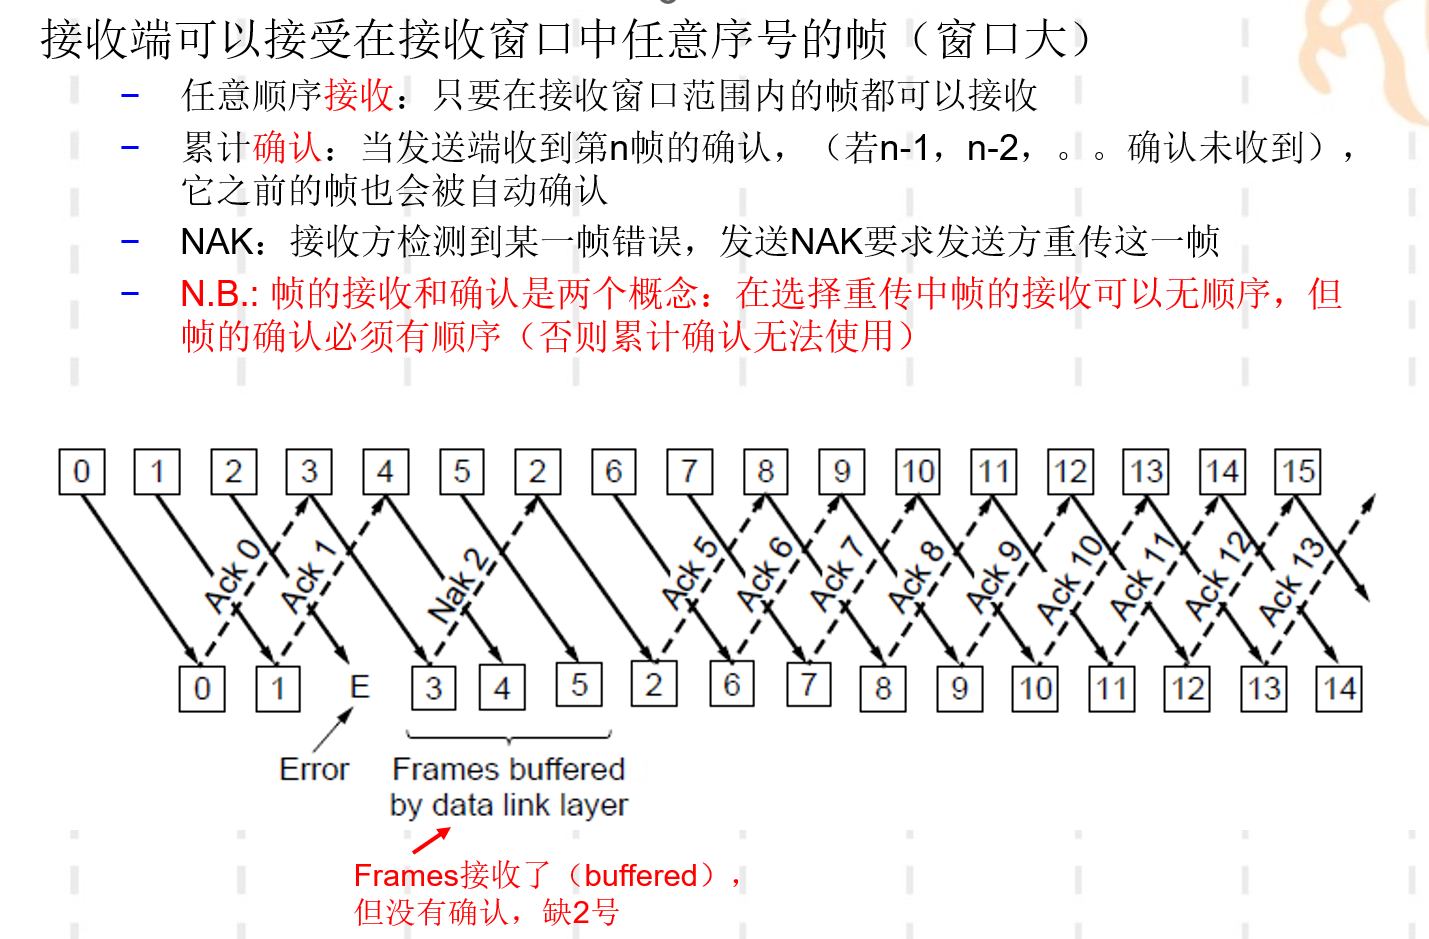 接收端可以接受在接收窗口中任意序号的帧（窗口大）
– 任意顺序接收：只要在接收窗口范围内的帧都可以接收
– 累计确认：当发送端收到第n帧的确认，（若n-1，n-2，。。确认未收到），
它之前的帧也会被自动确认
– NAK：接收方检测到某一帧错误，发送NAK要求发送方重传这一帧
– N.B.: 帧的接收和确认是两个概念：在选择重传中帧的接收可以无顺序，但
帧的确认必须有顺序（否则累计确认无法使用）
0 1 2 3 4 5 2 6 7 8 9 10 11 12 13 14 15
Ack 0 Ack 1 Nak 2 Ack 5 Ack 6 Ack 7 Ack 8 Ack 9 Ack 10 Ack 11 Ack 12 Ack 13
0 1 E 3 4 5 2 6 7 8 9 10 11 12 13 14
Error Frames buffered
by data link layer
Frames接收了（buffered），
但没有确认，缺2号